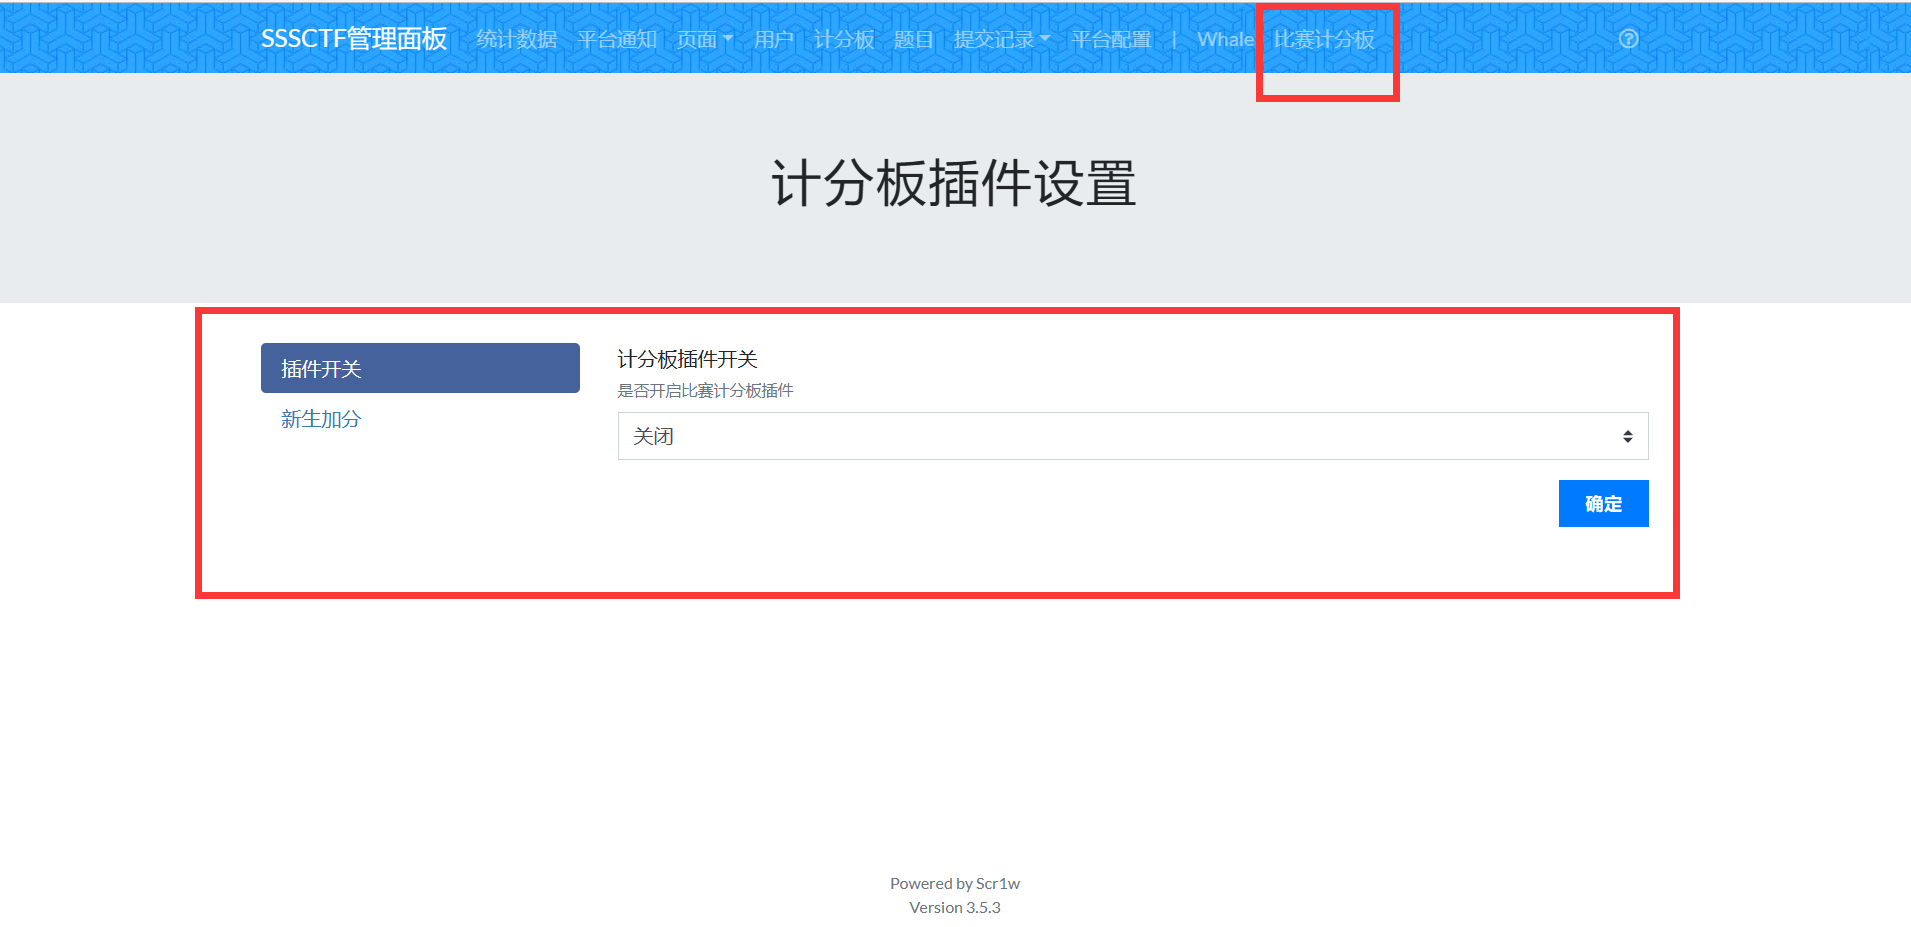 SSSCTF管理面板 统计数据 平台通知 页面 用户 计分板 题目 提交记录 平台配置 | Whale 比赛计分板
计分板插件设置
插件开关
新生加分
计分板插件开关
是否开启比赛计分板插件
关闭
确定
Powered by Scr1w
Version 3.5.3